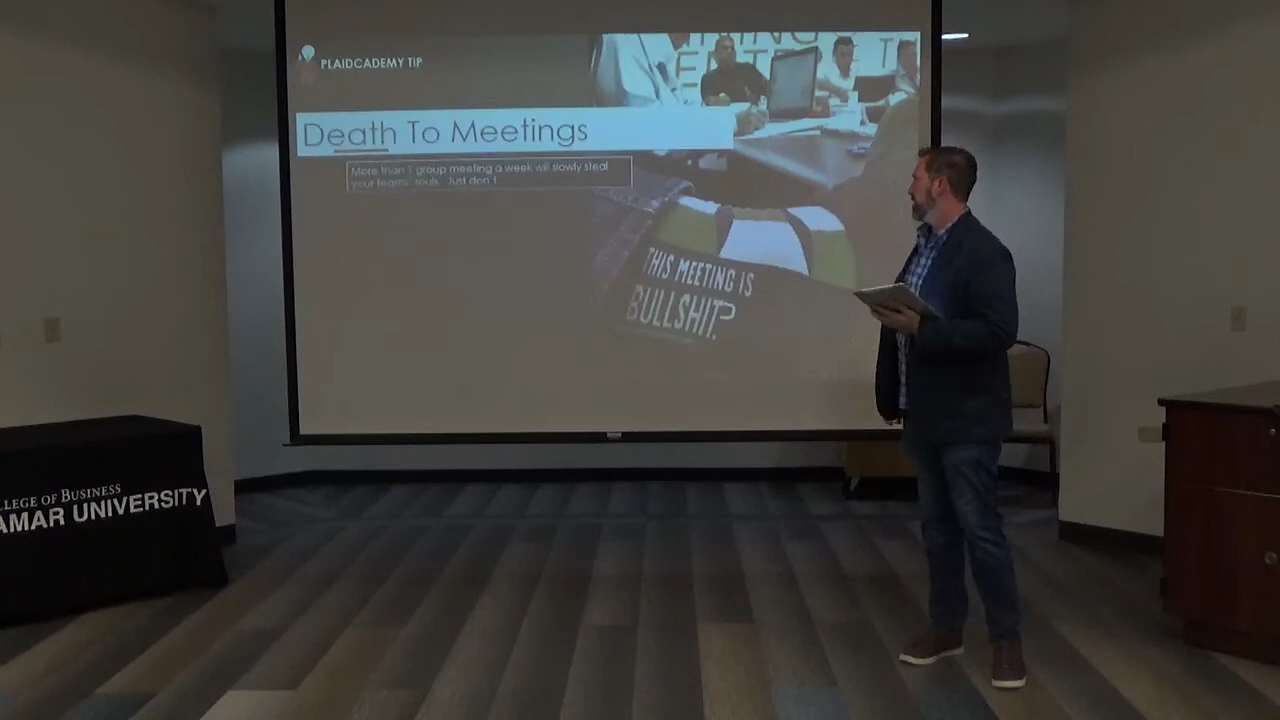 PLAIDCADEMY TIP
Death To Meetings
More than 1 group meeting a week will slowly steal
your teams' souls. Just don't
THIS MEETING IS
BULLSHIT.
LLEGE OF BUSINESS
AMAR UNIVERSITY